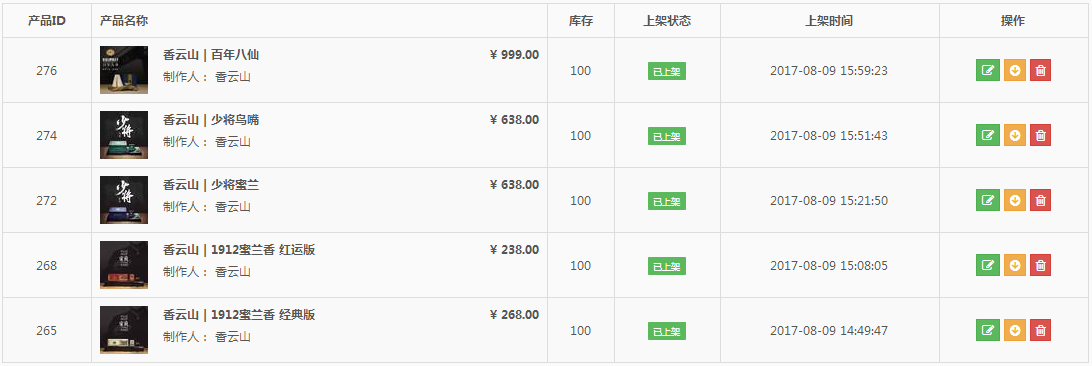 产品ID 产品名称 库存 上架状态 上架时间 操作
香云山 | 百年八仙 ¥ 999.00
276 100 已上架 2017-08-09 15:59:23
制作人： 香云山
香云山 | 少将鸟嘴 ¥ 638.00
少将
274 100 已上架 2017-08-09 15:51:43
制作人： 香云山
香云山 | 少将蜜兰 ¥ 638.00
少将
272 100 已上架 2017-08-09 15:21:50
制作人： 香云山
香云山 | 1912蜜兰香 红运版 ¥ 238.00
268 100 已上架 2017-08-09 15:08:05
制作人： 香云山
香云山 | 1912蜜兰香 经典版 ¥ 268.00
265 100 已上架 2017-08-09 14:49:47
制作人： 香云山